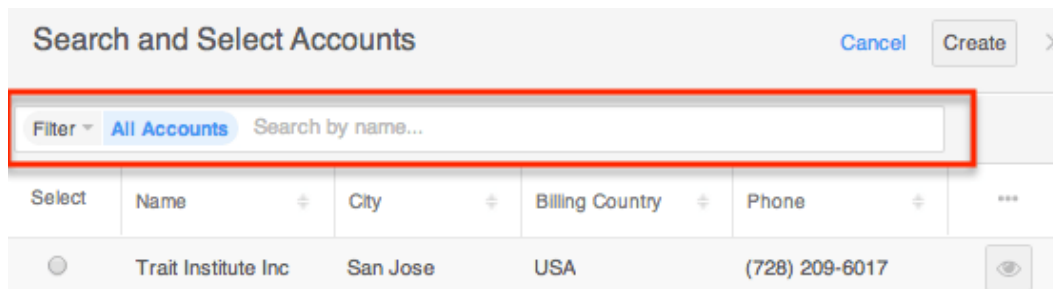 Search and Select Accounts Cancel Create
Filter All Accounts Search by name...
Select Name City Billing Country Phone
Trait Institute Inc San Jose USA (728) 209-6017